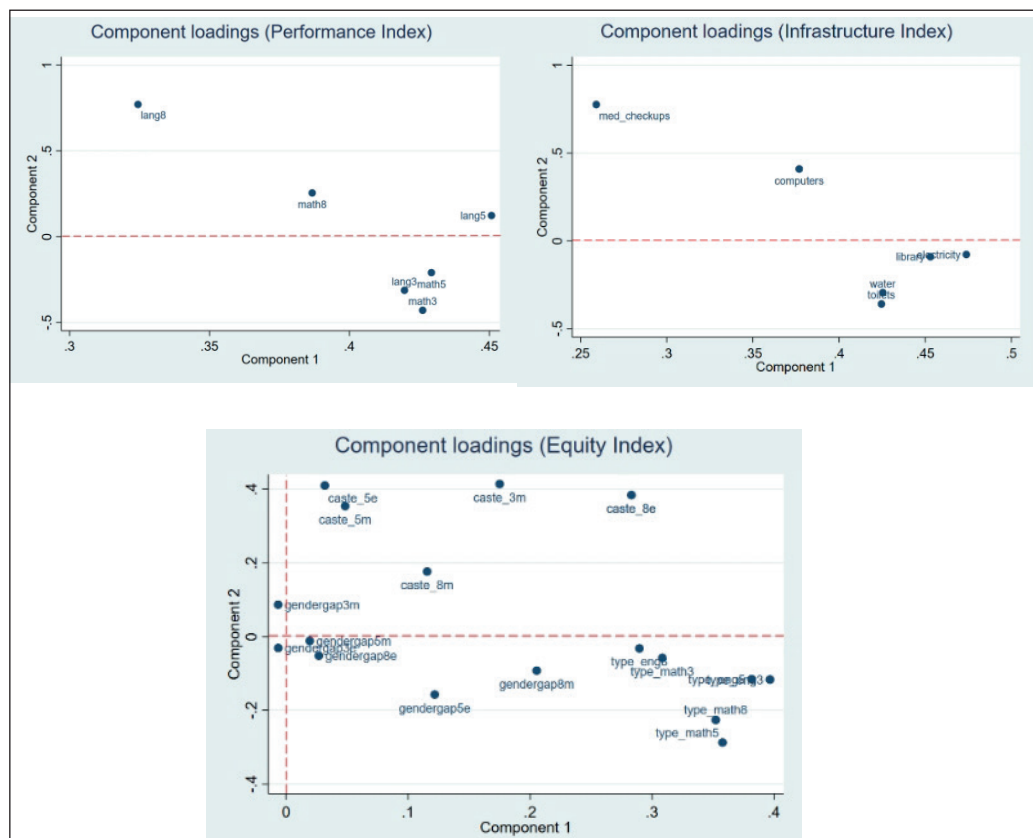 Component loadings (Performance Index)
1
.5
0
-.5
Component 2
lang8
math8
lang5
lang3
math5
math3
.3
.35
.4
.45
Component 1
Component loadings (Infrastructure Index)
1
.5
0
-.5
Component 2
med_checkups
computers
library
electricity
water
toilets
.25
.3
.35
.4
.45
.5
Component 1
Component loadings (Equity Index)
.4
.2
0
-.2
-.4
Component 2
caste_5e
caste_5m
caste_3m
caste_8e
caste_8m
gendergap3m
gendergap5m
gendergap3e
gendergap8e
gendergap8m
gendergap5e
type_eng8
type_math3
type_eng5
type_eng3
type_math8
type_math5
0
.1
.2
.3
.4
Component 1